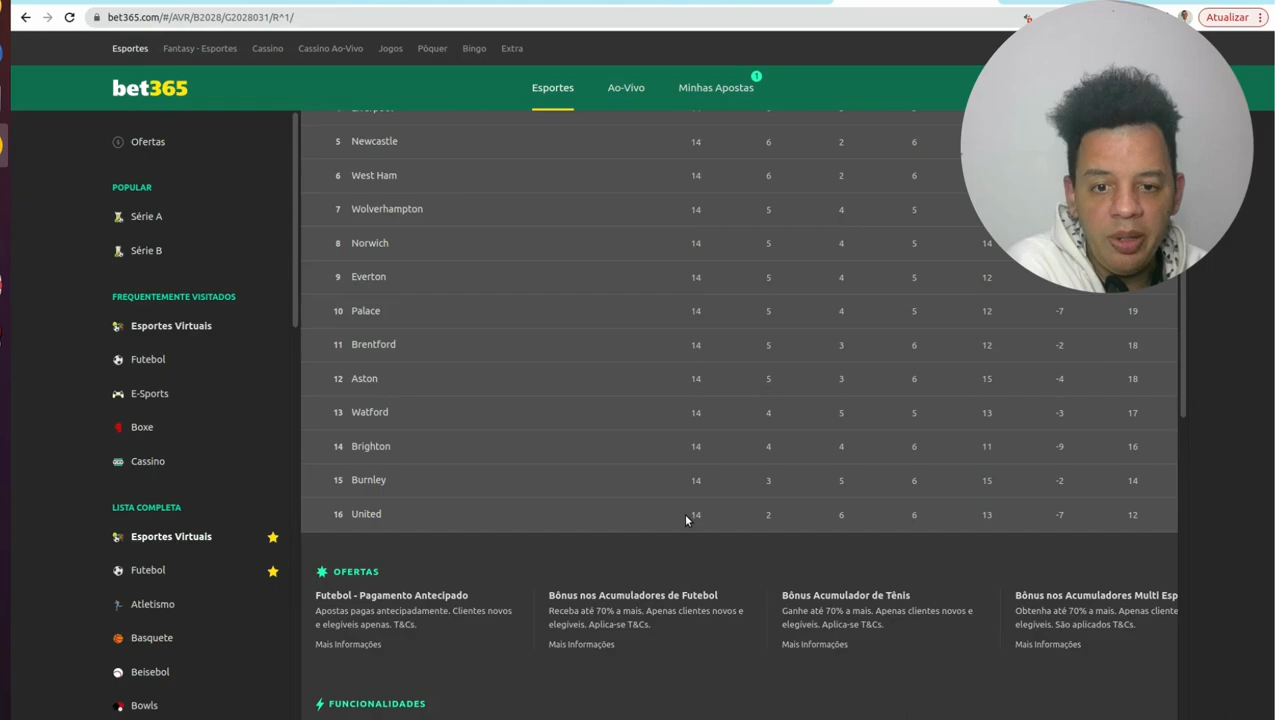 bet365.com/#/AVR/B2028/G2028031/R^1/
Atualizar
Esportes Fantasy - Esportes Cassino Cassino Ao-Vivo Jogos Pôquer Bingo Extra
bet365
Esportes Ao-Vivo Minhas Apostas 1
Ofertas
POPULAR
Série A
Série B
FREQUENTEMENTE VISITADOS
Esportes Virtuais
Futebol
E-Sports
Boxe
Cassino
LISTA COMPLETA
Esportes Virtuais
Futebol
Atletismo
Basquete
Beisebol
Bowls
5 Newcastle 14 6 2 6
6 West Ham 14 6 2 6
7 Wolverhampton 14 5 4 5
8 Norwich 14 5 4 5 14
9 Everton 14 5 4 5 12
10 Palace 14 5 4 5 12 -7 19
11 Brentford 14 5 3 6 12 -2 18
12 Aston 14 5 3 6 15 -4 18
13 Watford 14 4 5 5 13 -3 17
14 Brighton 14 4 4 6 11 -9 16
15 Burnley 14 3 5 6 15 -2 14
16 United 14 2 6 6 13 -7 12
OFERTAS
Futebol - Pagamento Antecipado
Apostas pagas antecipadamente. Clientes novos
e elegíveis apenas. T&Cs.
Mais Informações
Bônus nos Acumuladores de Futebol
Receba até 70% a mais. Apenas clientes novos e
elegíveis. Aplica-se T&Cs.
Mais Informações
Bônus Acumulador de Tênis
Ganhe até 70% a mais. Apenas clientes novos e
elegíveis. Aplica-se T&Cs.
Mais Informações
Bônus nos Acumuladores Multi Esp
Obtenha até 70% a mais. Apenas cliente
elegíveis. São aplicados T&Cs.
Mais Informações
FUNCIONALIDADES